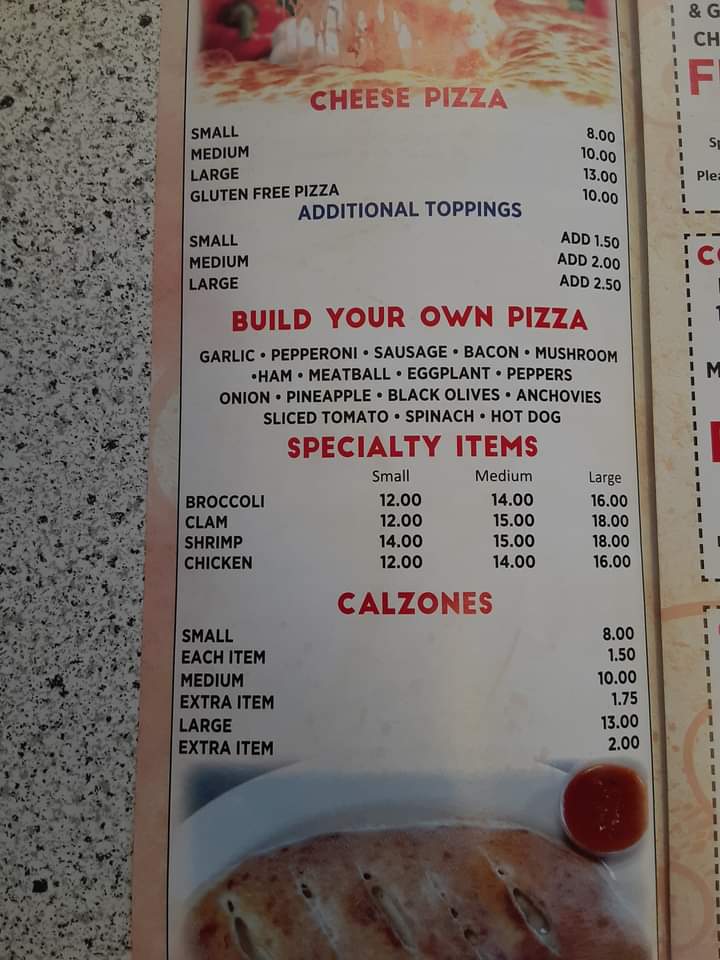 CHEESE PIZZA
SMALL 8.00
MEDIUM 10.00
LARGE 13.00
GLUTEN FREE PIZZA 10.00
ADDITIONAL TOPPINGS
SMALL ADD 1.50
MEDIUM ADD 2.00
LARGE ADD 2.50
BUILD YOUR OWN PIZZA
GARLIC • PEPPERONI • SAUSAGE • BACON • MUSHROOM
•HAM • MEATBALL • EGGPLANT • PEPPERS
ONION • PINEAPPLE • BLACK OLIVES • ANCHOVIES
SLICED TOMATO • SPINACH • HOT DOG
SPECIALTY ITEMS
Small Medium Large
BROCCOLI 12.00 14.00 16.00
CLAM 12.00 15.00 18.00
SHRIMP 14.00 15.00 18.00
CHICKEN 12.00 14.00 16.00
CALZONES
SMALL 8.00
EACH ITEM 1.50
MEDIUM 10.00
EXTRA ITEM 1.75
LARGE 13.00
EXTRA ITEM 2.00
& G
CH